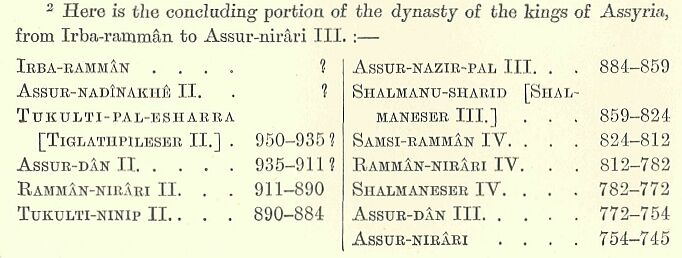 ² Here is the concluding portion of the dynasty of the kings of Assyria,
from Irba-rammân to Assur-nirâri III. :—
IRBA-RAMMÂN . . . . ?
ASSUR-NADÎNAKHÊ II. . ?
TUKULTI-PAL-ESHARRA
[TIGLATHPILESER II.] . 950–935?
ASSUR-DÂN II. . . . 935–911?
RAMMÂN-NIRÂRI II. . . 911–890
TUKULTI-NINIP II. . . . 890–884
ASSUR-NAZIR-PAL III. . . 884–859
SHALMANU-SHARID [SHAL-
MANESER III.] . . . 859–824
SAMSI-RAMMÂN IV. . . . 824–812
RAMMÂN-NIRÂRI IV. . . . 812–782
SHALMANESER IV. . . . . 782–772
ASSUR-DÂN III. . . . . 772–754
ASSUR-NIRÂRI . . . . 754–745